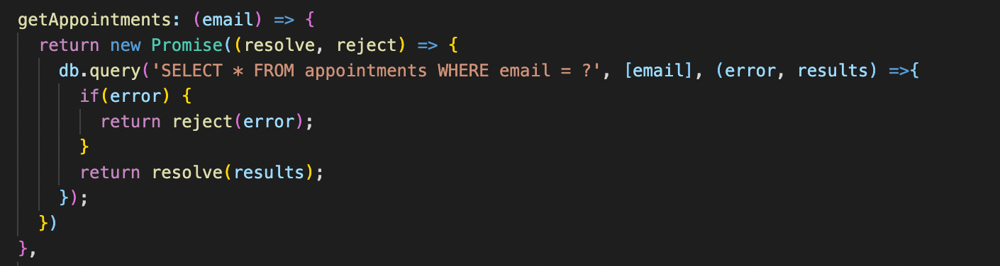 getAppointments: (email) => {
return new Promise((resolve, reject) => {
db.query('SELECT * FROM appointments WHERE email = ?', [email], (error, results) =>{
if(error) {
return reject(error);
}
return resolve(results);
});
})
},